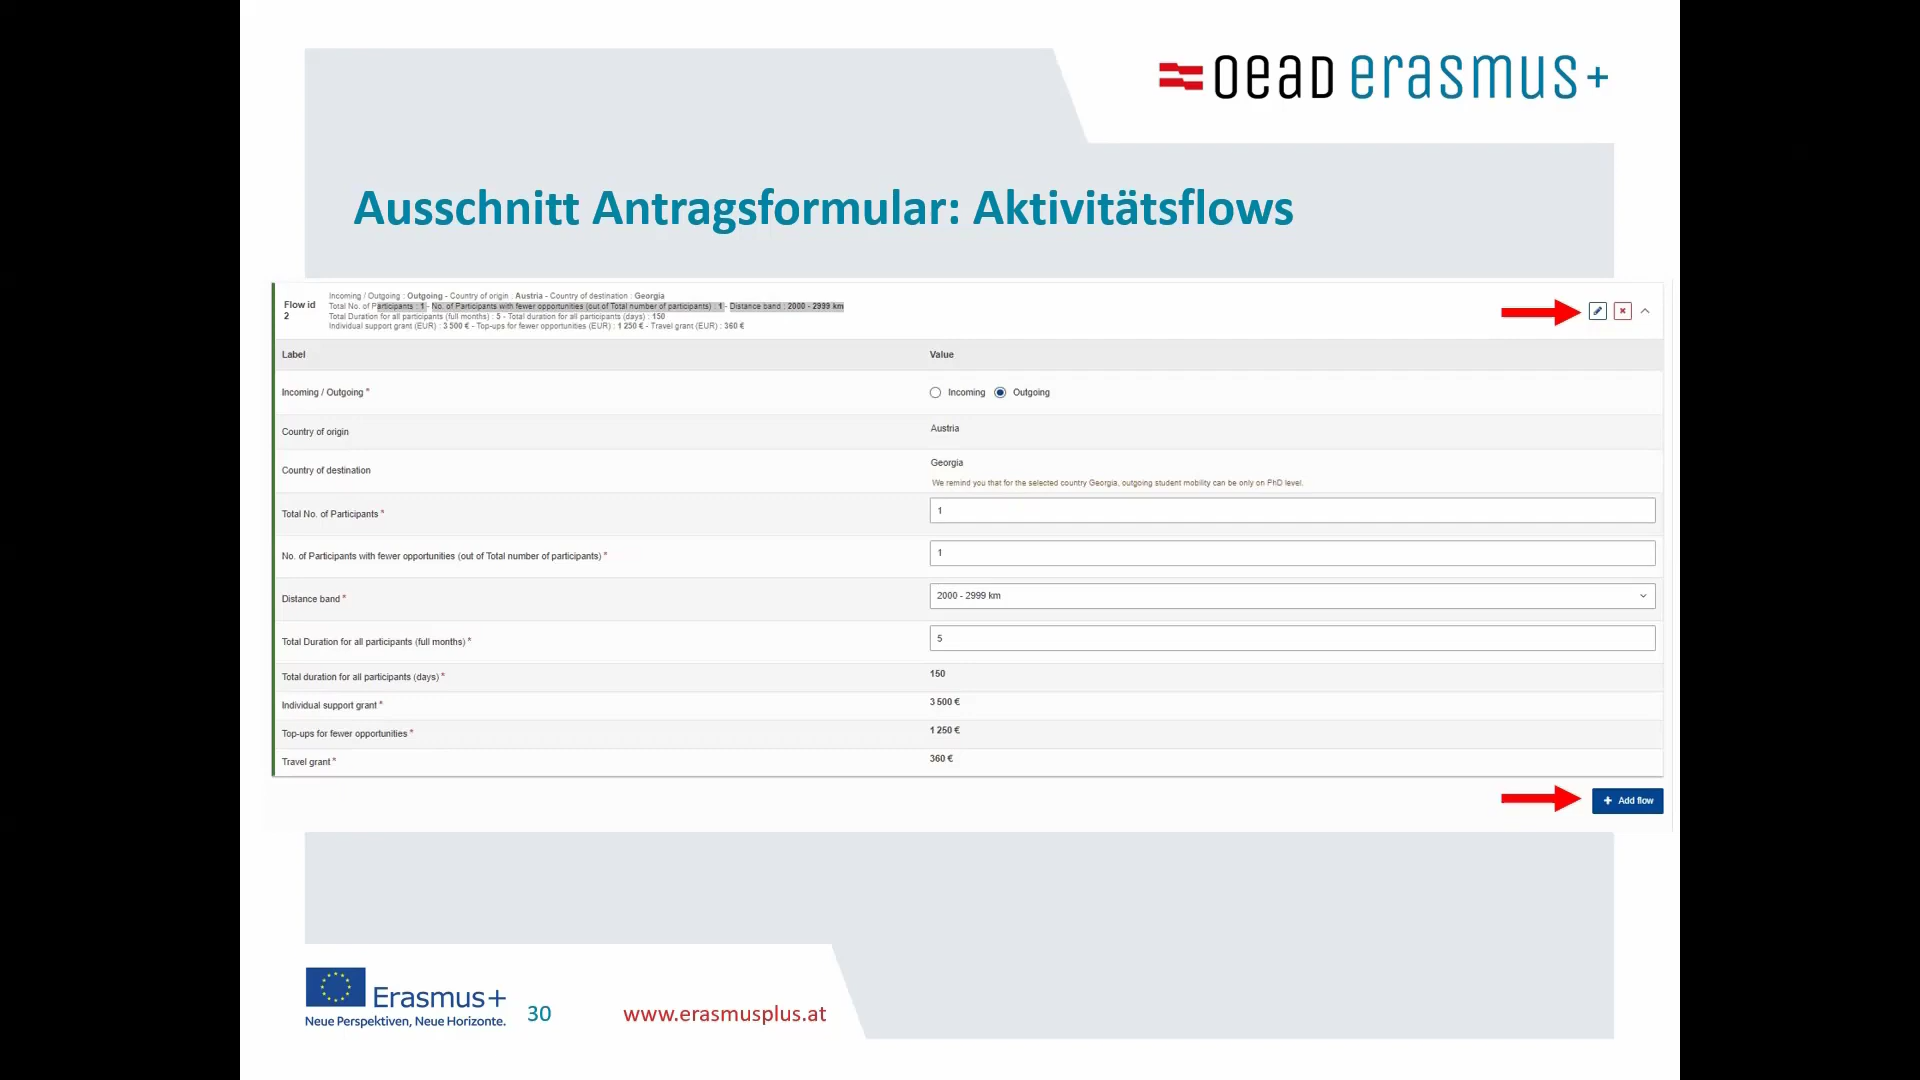 oead erasmus+
Ausschnitt Antragsformular: Aktivitätsflows
Flow id
2
Incoming / Outgoing : Outgoing - Country of origin : Austria - Country of destination : Georgia
Total No. of Participants : 1 - No. of Participants with fewer opportunities (out of Total number of participants) : 1 - Distance band : 2000 - 2999 km
Total Duration for all participants (full months) : 5 - Total duration for all participants (days) : 150
Individual support grant (EUR) : 3 500 € - Top-ups for fewer opportunities (EUR) : 1 250 € - Travel grant (EUR) : 360 €
Label Value
Incoming / Outgoing * Incoming Outgoing
Country of origin Austria
Country of destination Georgia
We remind you that for the selected country Georgia, outgoing student mobility can be only on PhD level.
Total No. of Participants * 1
No. of Participants with fewer opportunities (out of Total number of participants) * 1
Distance band * 2000 - 2999 km
Total Duration for all participants (full months) * 5
Total duration for all participants (days) * 150
Individual support grant * 3 500 €
Top-ups for fewer opportunities * 1 250 €
Travel grant * 360 €
+ Add flow
Erasmus+
Neue Perspektiven, Neue Horizonte.
30
www.erasmusplus.at